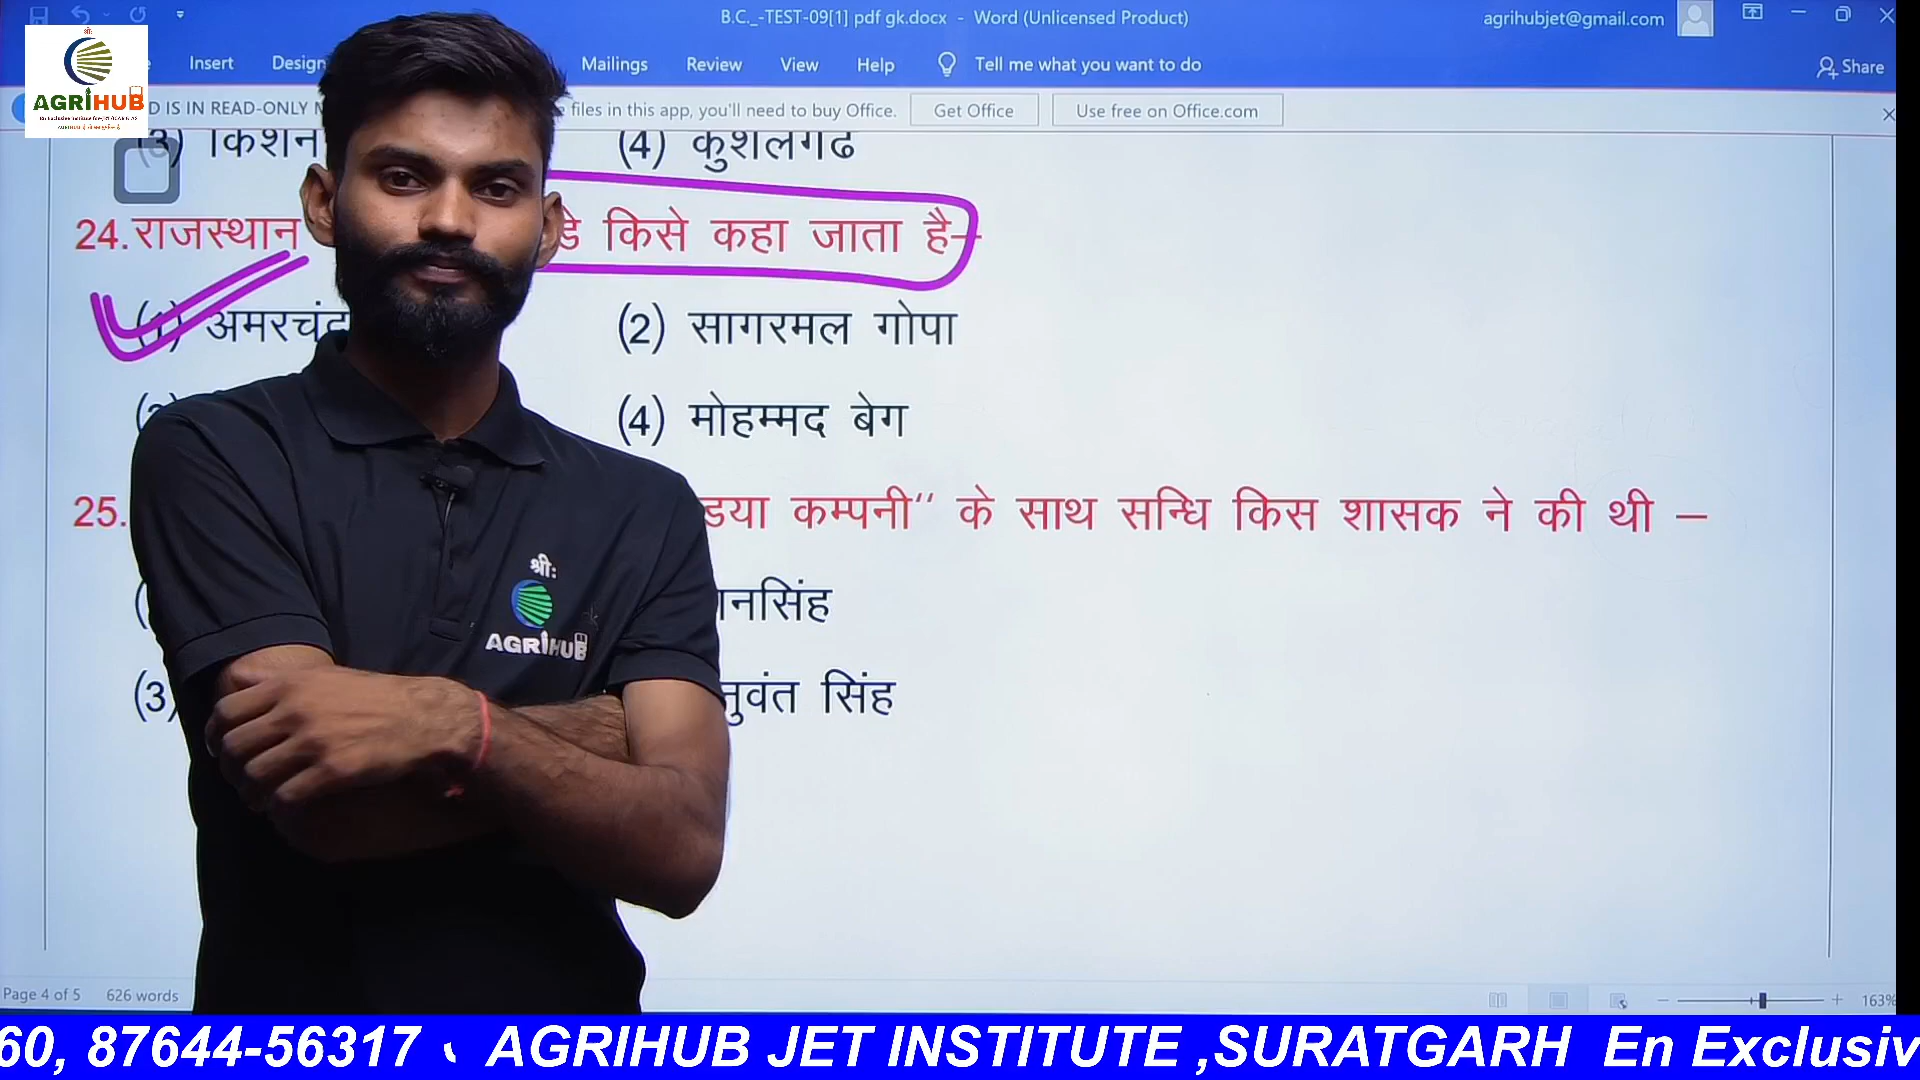 B.C._-TEST-09[1] pdf gk.docx - Word (Unlicensed Product)
agrihubjet@gmail.com
Insert Design Mailings Review View Help Tell me what you want to do
Share
D IS IN READ-ONLY files in this app, you'll need to buy Office. Get Office Use free on Office.com
श्रीः
AGRIHUB
(3) किशन (4) कुशलगढ
24. राजस्थान किसे कहा जाता है–
(1) अमरचंद (2) सागरमल गोपा
(4) मोहम्मद बेग
25. कम्पनी" के साथ सन्धि किस शासक ने की थी –
(3) सिंह
श्रीः
AGRIHUB
Page 4 of 5 626 words
163%
60, 87644-56317 AGRIHUB JET INSTITUTE ,SURATGARH En Exclusiv